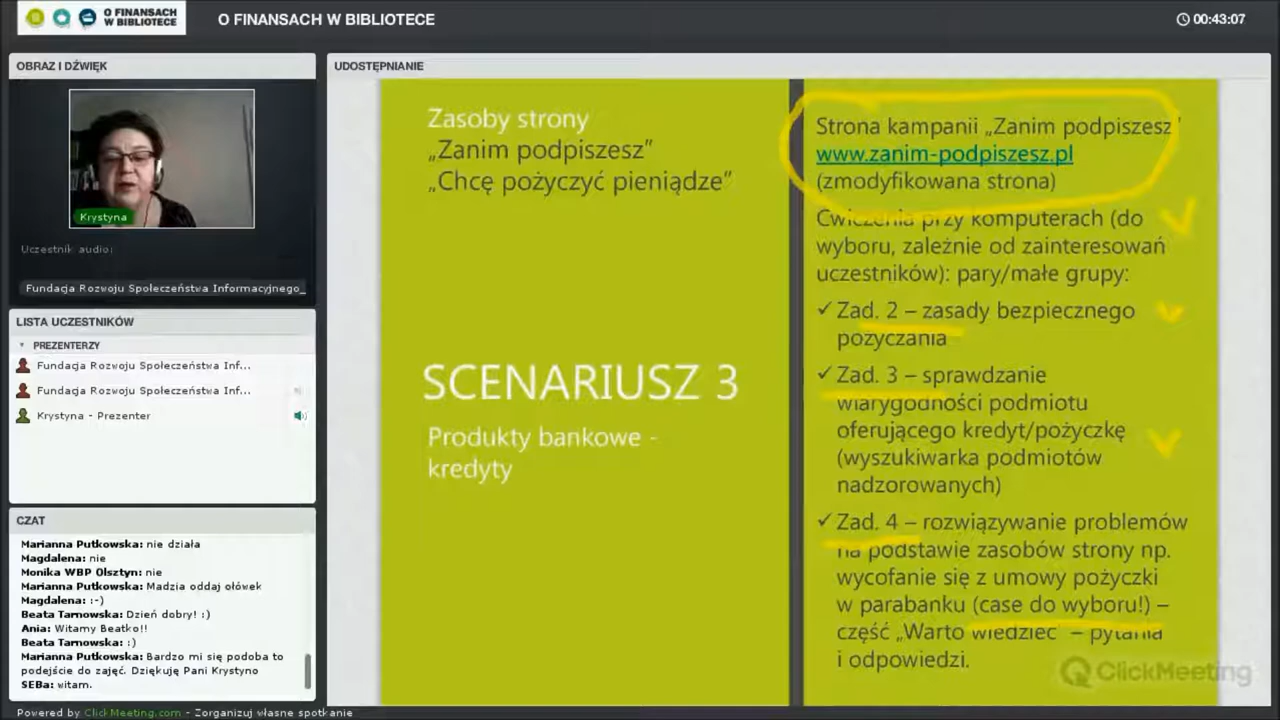 O FINANSACH
W BIBLIOTECE
O FINANSACH W BIBLIOTECE
00:43:07
OBRAZ I DŹWIĘK
Krystyna
Uczestnik audio:
Fundacja Rozwoju Społeczeństwa Informacyjnego_
LISTA UCZESTNIKÓW
PREZENTERZY
Fundacja Rozwoju Społeczeństwa Inf...
Fundacja Rozwoju Społeczeństwa Inf...
Krystyna - Prezenter
CZAT
Marianna Putkowska: nie działa
Magdalena: nie
Monika WBP Olsztyn: nie
Marianna Putkowska: Madzia oddaj ołówek
Magdalena: :-)
Beata Tarnowska: Dzień dobry! :)
Ania: Witamy Beatko!!
Beata Tarnowska: :)
Marianna Putkowska: Bardzo mi się podoba to
podejście do zajęć. Dziękuję Pani Krystyno
SEBa: witam.
UDOSTĘPNIANIE
Zasoby strony
„Zanim podpiszesz”
„Chcę pożyczyć pieniądze”
SCENARIUSZ 3
Produkty bankowe -
kredyty
Strona kampanii „Zanim podpiszesz”
www.zanim-podpiszesz.pl
(zmodyfikowana strona)
Ćwiczenia przy komputerach (do
wyboru, zależnie od zainteresowań
uczestników): pary/małe grupy:
✓ Zad. 2 – zasady bezpiecznego
pożyczania
✓ Zad. 3 – sprawdzanie
wiarygodności podmiotu
oferującego kredyt/pożyczkę
(wyszukiwarka podmiotów
nadzorowanych)
✓ Zad. 4 – rozwiązywanie problemów
na podstawie zasobów strony np.
wycofanie się z umowy pożyczki
w parabanku (case do wyboru!) –
część „Warto wiedzieć” – pytania
i odpowiedzi.
ClickMeeting
Powered by ClickMeeting.com - Zorganizuj własne spotkanie